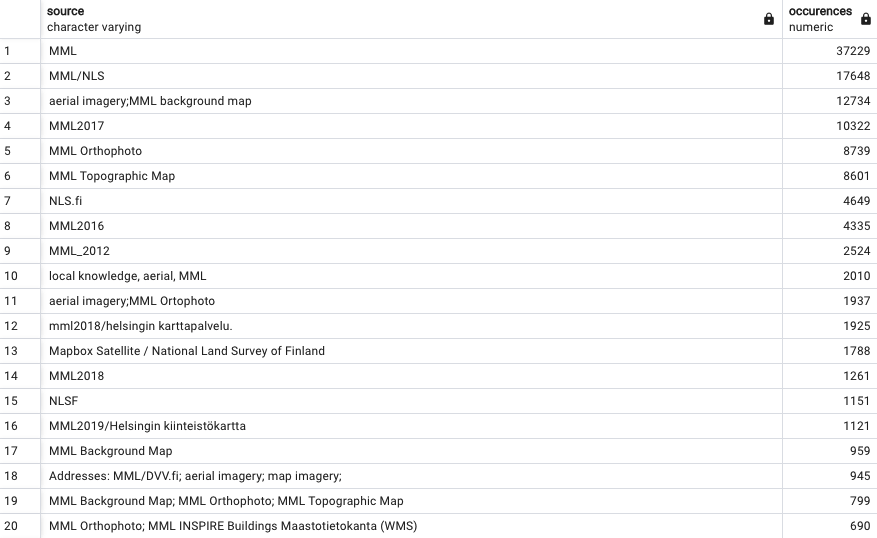 source occurences
character varying numeric
1 MML 37229
2 MML/NLS 17648
3 aerial imagery;MML background map 12734
4 MML2017 10322
5 MML Orthophoto 8739
6 MML Topographic Map 8601
7 NLS.fi 4649
8 MML2016 4335
9 MML_2012 2524
10 local knowledge, aerial, MML 2010
11 aerial imagery;MML Ortophoto 1937
12 mml2018/helsingin karttapalvelu. 1925
13 Mapbox Satellite / National Land Survey of Finland 1788
14 MML2018 1261
15 NLSF 1151
16 MML2019/Helsingin kiinteistökartta 1121
17 MML Background Map 959
18 Addresses: MML/DVV.fi; aerial imagery; map imagery; 945
19 MML Background Map; MML Orthophoto; MML Topographic Map 799
20 MML Orthophoto; MML INSPIRE Buildings Maastotietokanta (WMS) 690